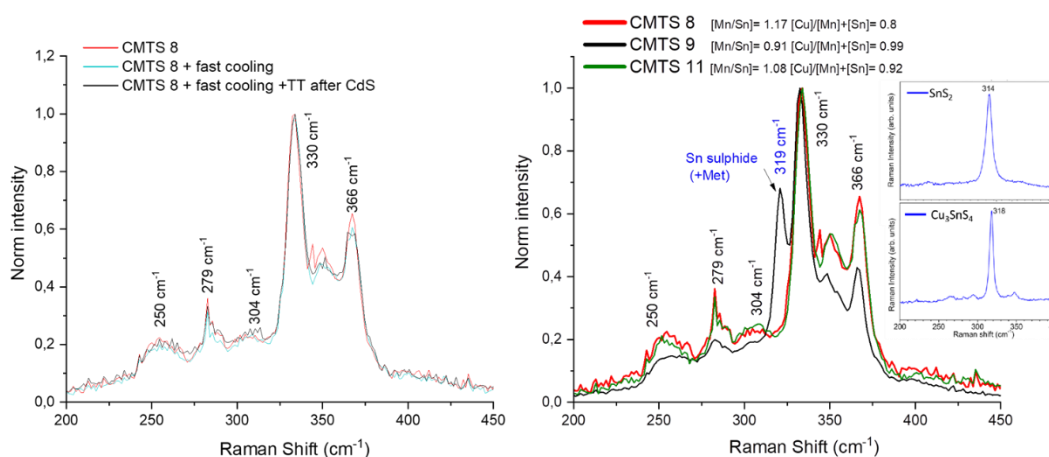 CMTS 8
CMTS 8 + fast cooling
CMTS 8 + fast cooling +TT after CdS
Norm intensity
1,2
1,0
0,8
0,6
0,4
0,2
0,0
250 cm-1
279 cm-1
304 cm-1
330 cm-1
366 cm-1
200 250 300 350 400 450
Raman Shift (cm-1)
CMTS 8 [Mn/Sn]= 1.17 [Cu]/[Mn]+[Sn]= 0.8
CMTS 9 [Mn/Sn]= 0.91 [Cu]/[Mn]+[Sn]= 0.99
CMTS 11 [Mn/Sn]= 1.08 [Cu]/[Mn]+[Sn]= 0.92
Norm intensity
1,0
0,8
0,6
0,4
0,2
0,0
Sn sulphide
(+Met)
250 cm-1
279 cm-1
304 cm-1
319 cm-1
330 cm-1
366 cm-1
200 250 300 350 400 450
Raman Shift (cm-1)
SnS2
314
Raman Intensity (arb. units)
Cu3SnS4
318
Raman Intensity (arb. units)
200 250 300 350
Raman shift (cm-1)